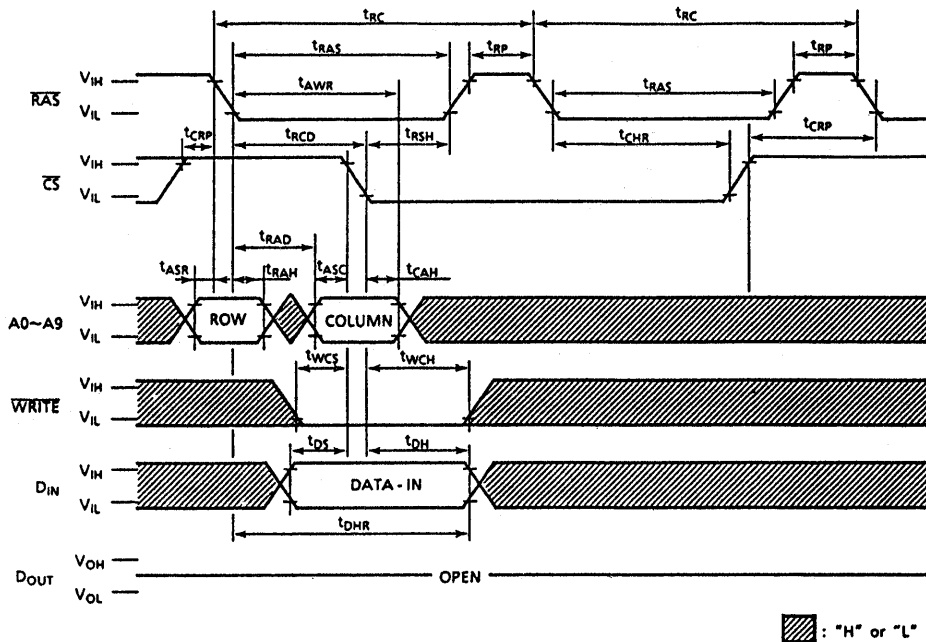 tRC tRC
tRAS tRP tRP
tAWR tRAS
RAS VIH
VIL
tCRP tRCD tRSH tCHR tCRP
CS VIH
VIL
tRAD
tASR tRAH tASC tCAH
A0~A9 VIH
VIL
ROW COLUMN
tWCS tWCH
WRITE VIH
VIL
tDS tDH
DIN VIH
VIL
DATA-IN
tDHR
DOUT VOH
VOL
OPEN
: "H" or "L"